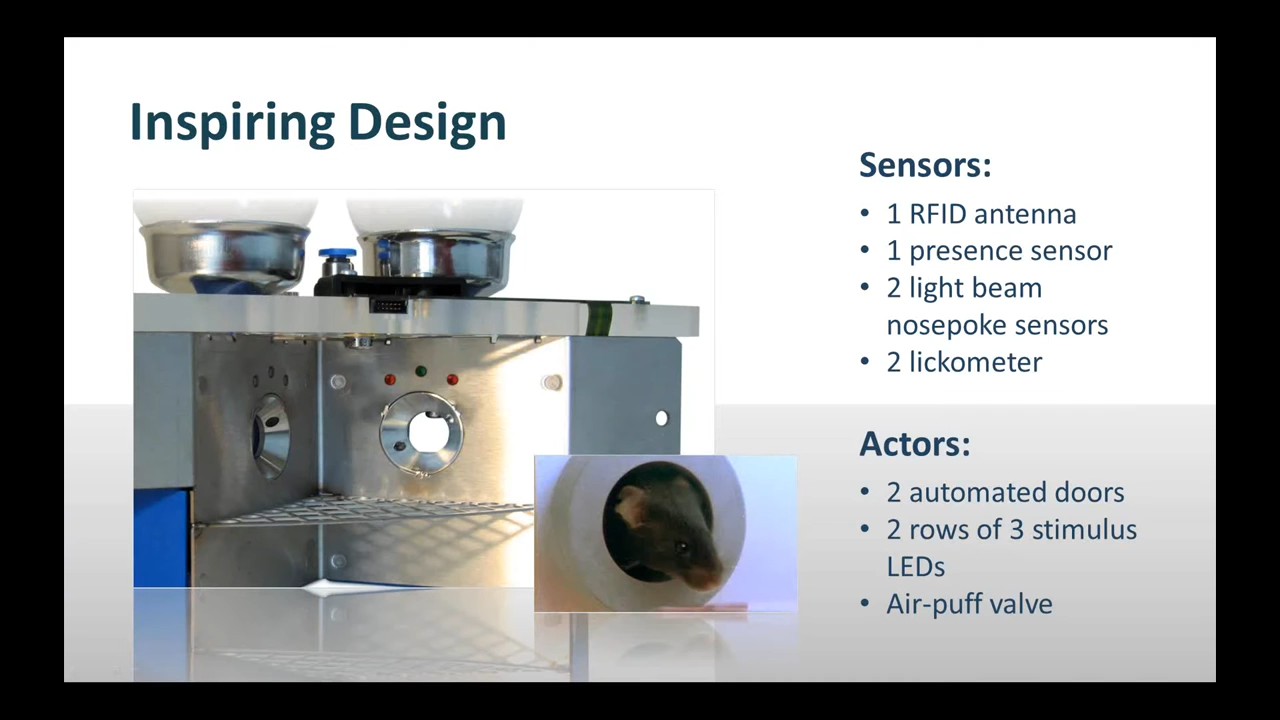 Inspiring Design
Sensors:
• 1 RFID antenna
• 1 presence sensor
• 2 light beam
nosepoke sensors
• 2 lickometer
Actors:
• 2 automated doors
• 2 rows of 3 stimulus
LEDs
• Air-puff valve